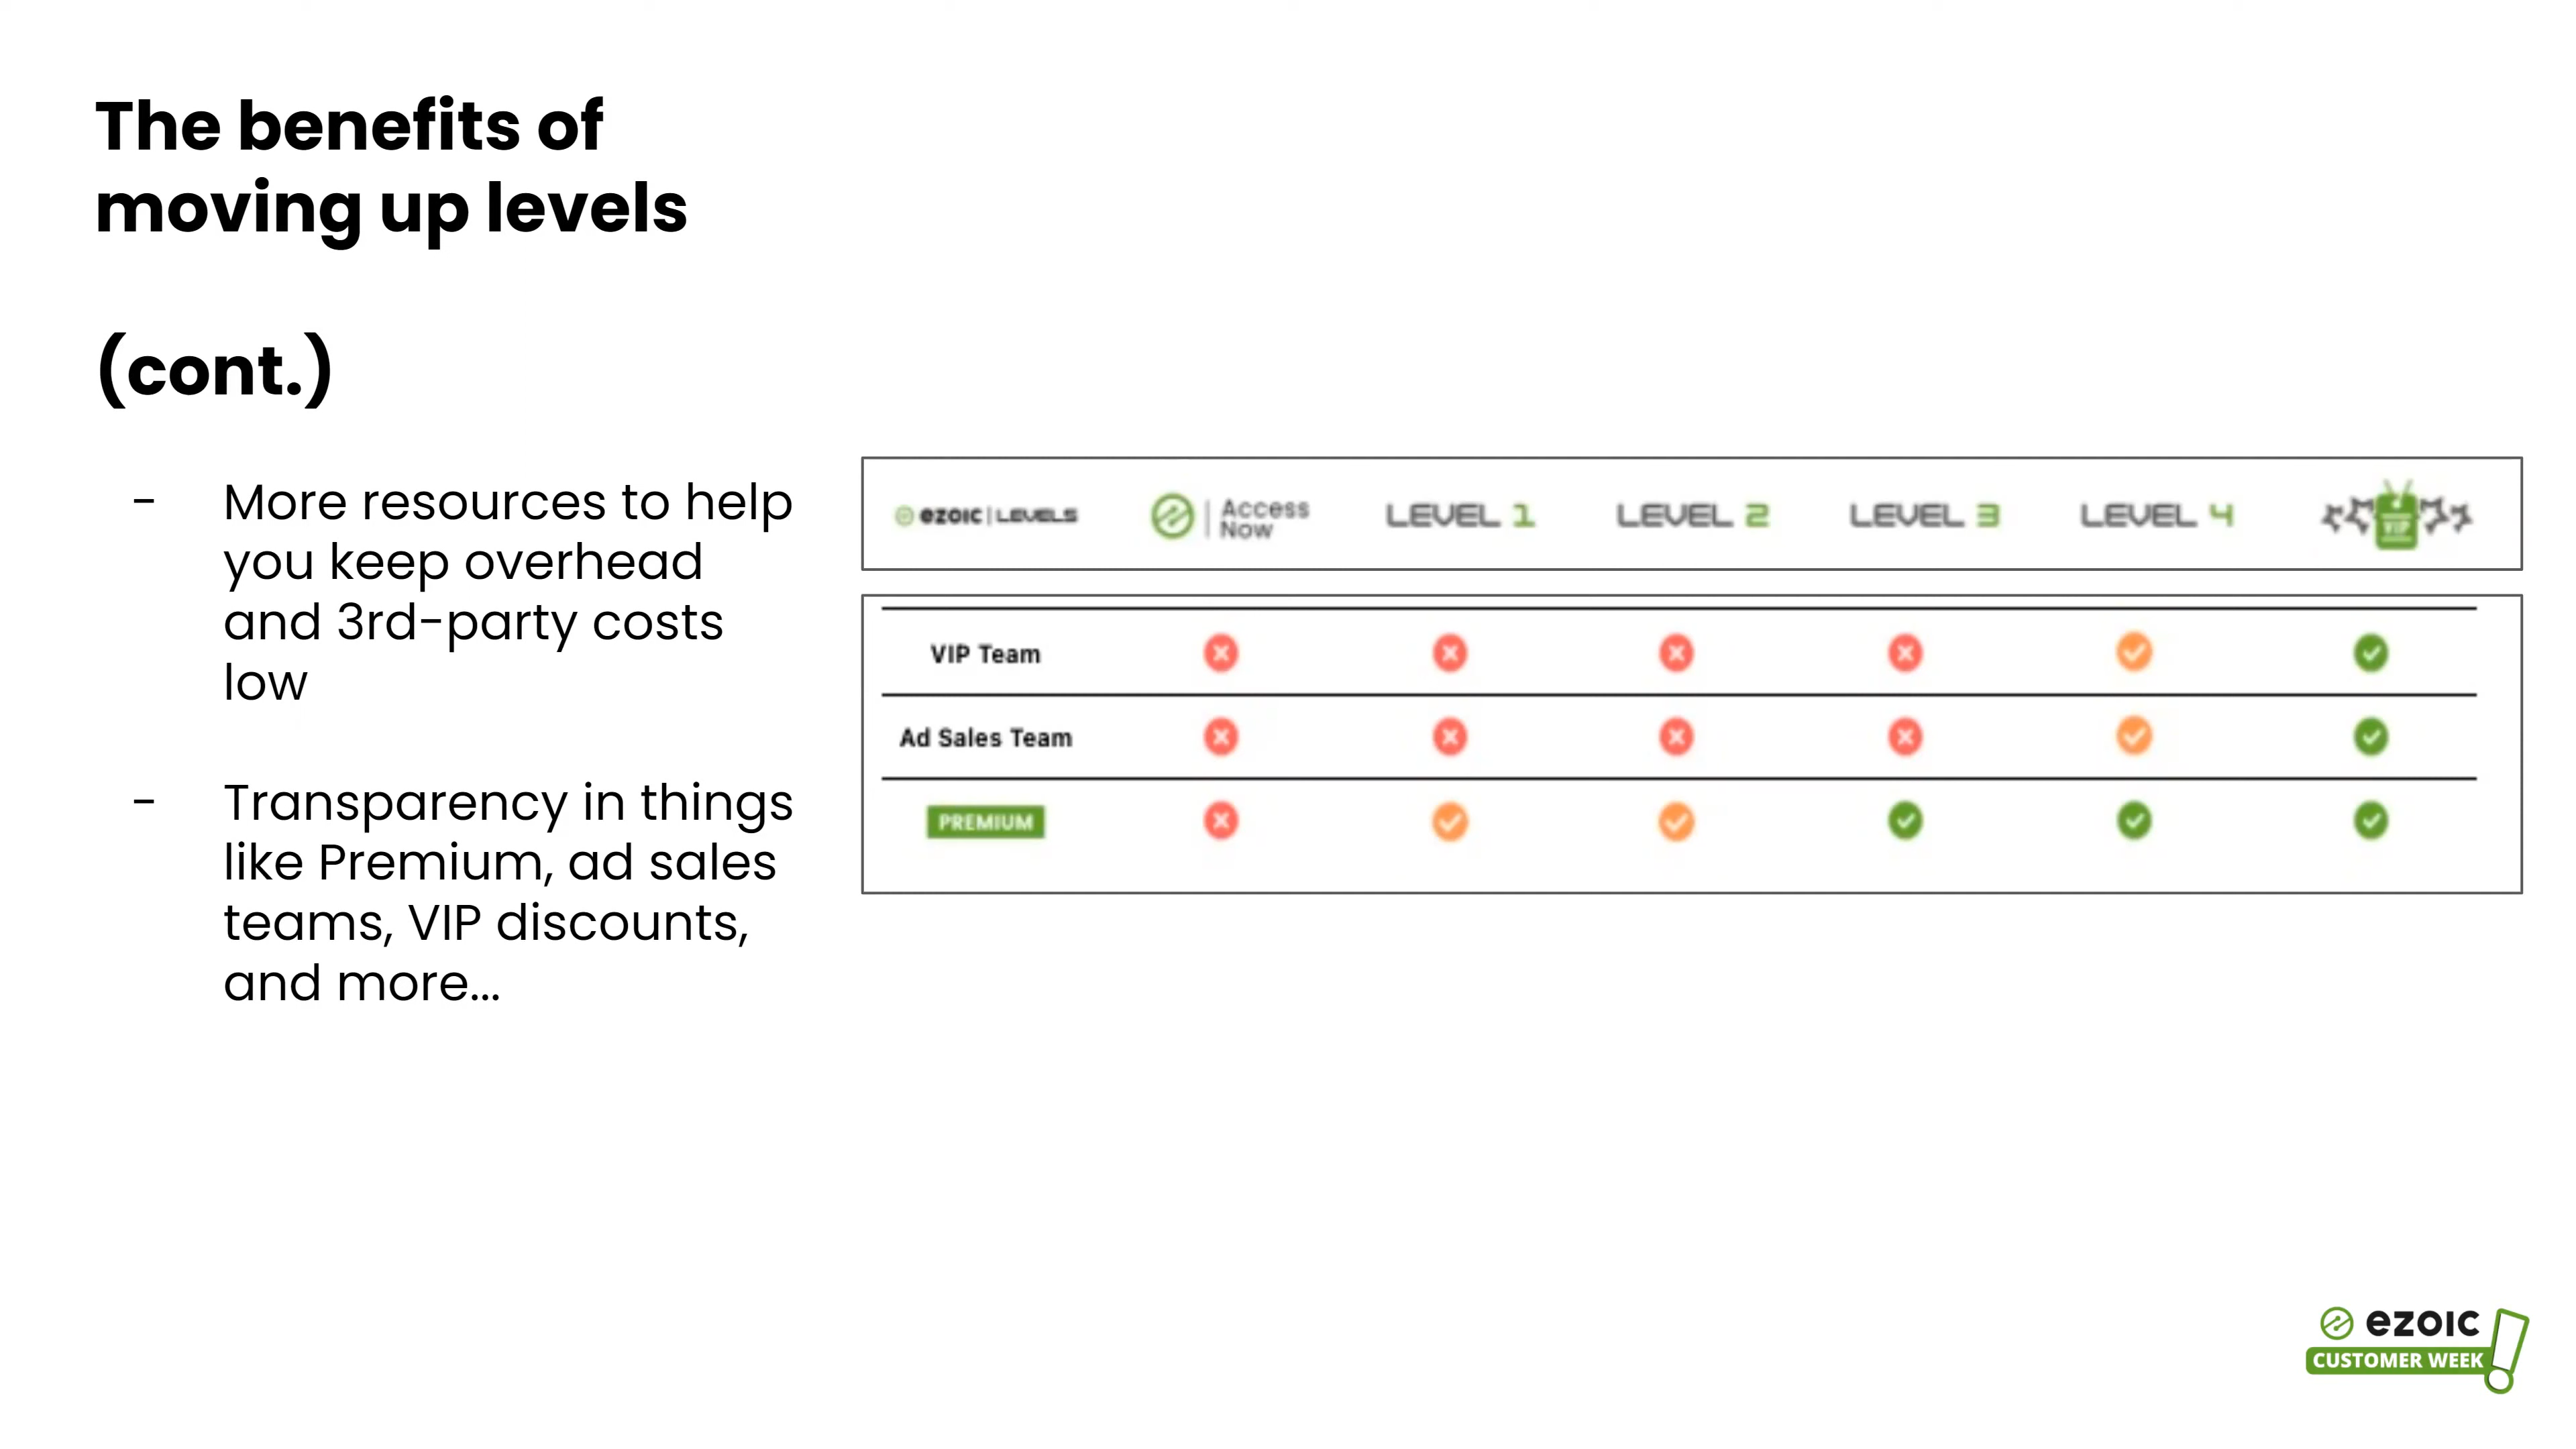 The benefits of
moving up levels
(cont.)
- More resources to help
you keep overhead
and 3rd-party costs
low
- Transparency in things
like Premium, ad sales
teams, VIP discounts,
and more...
ezoic | LEVELS
Access
Now
LEVEL 1
LEVEL 2
LEVEL 3
LEVEL 4
VIP
VIP Team
Ad Sales Team
PREMIUM
ezoic
CUSTOMER WEEK